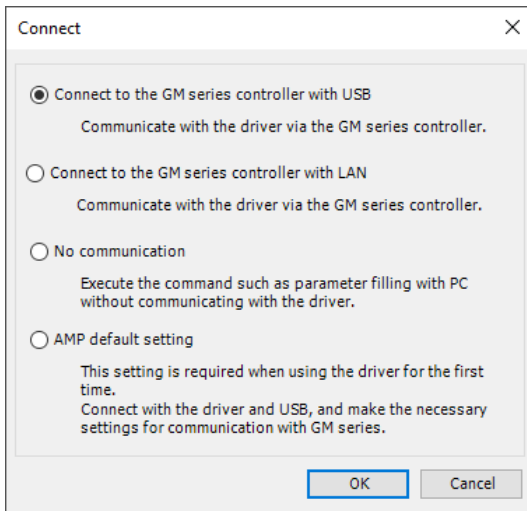 Connect
Connect to the GM series controller with USB
Communicate with the driver via the GM series controller.
Connect to the GM series controller with LAN
Communicate with the driver via the GM series controller.
No communication
Execute the command such as parameter filling with PC
without communicating with the driver.
AMP default setting
This setting is required when using the driver for the first
time.
Connect with the driver and USB, and make the necessary
settings for communication with GM series.
OK Cancel